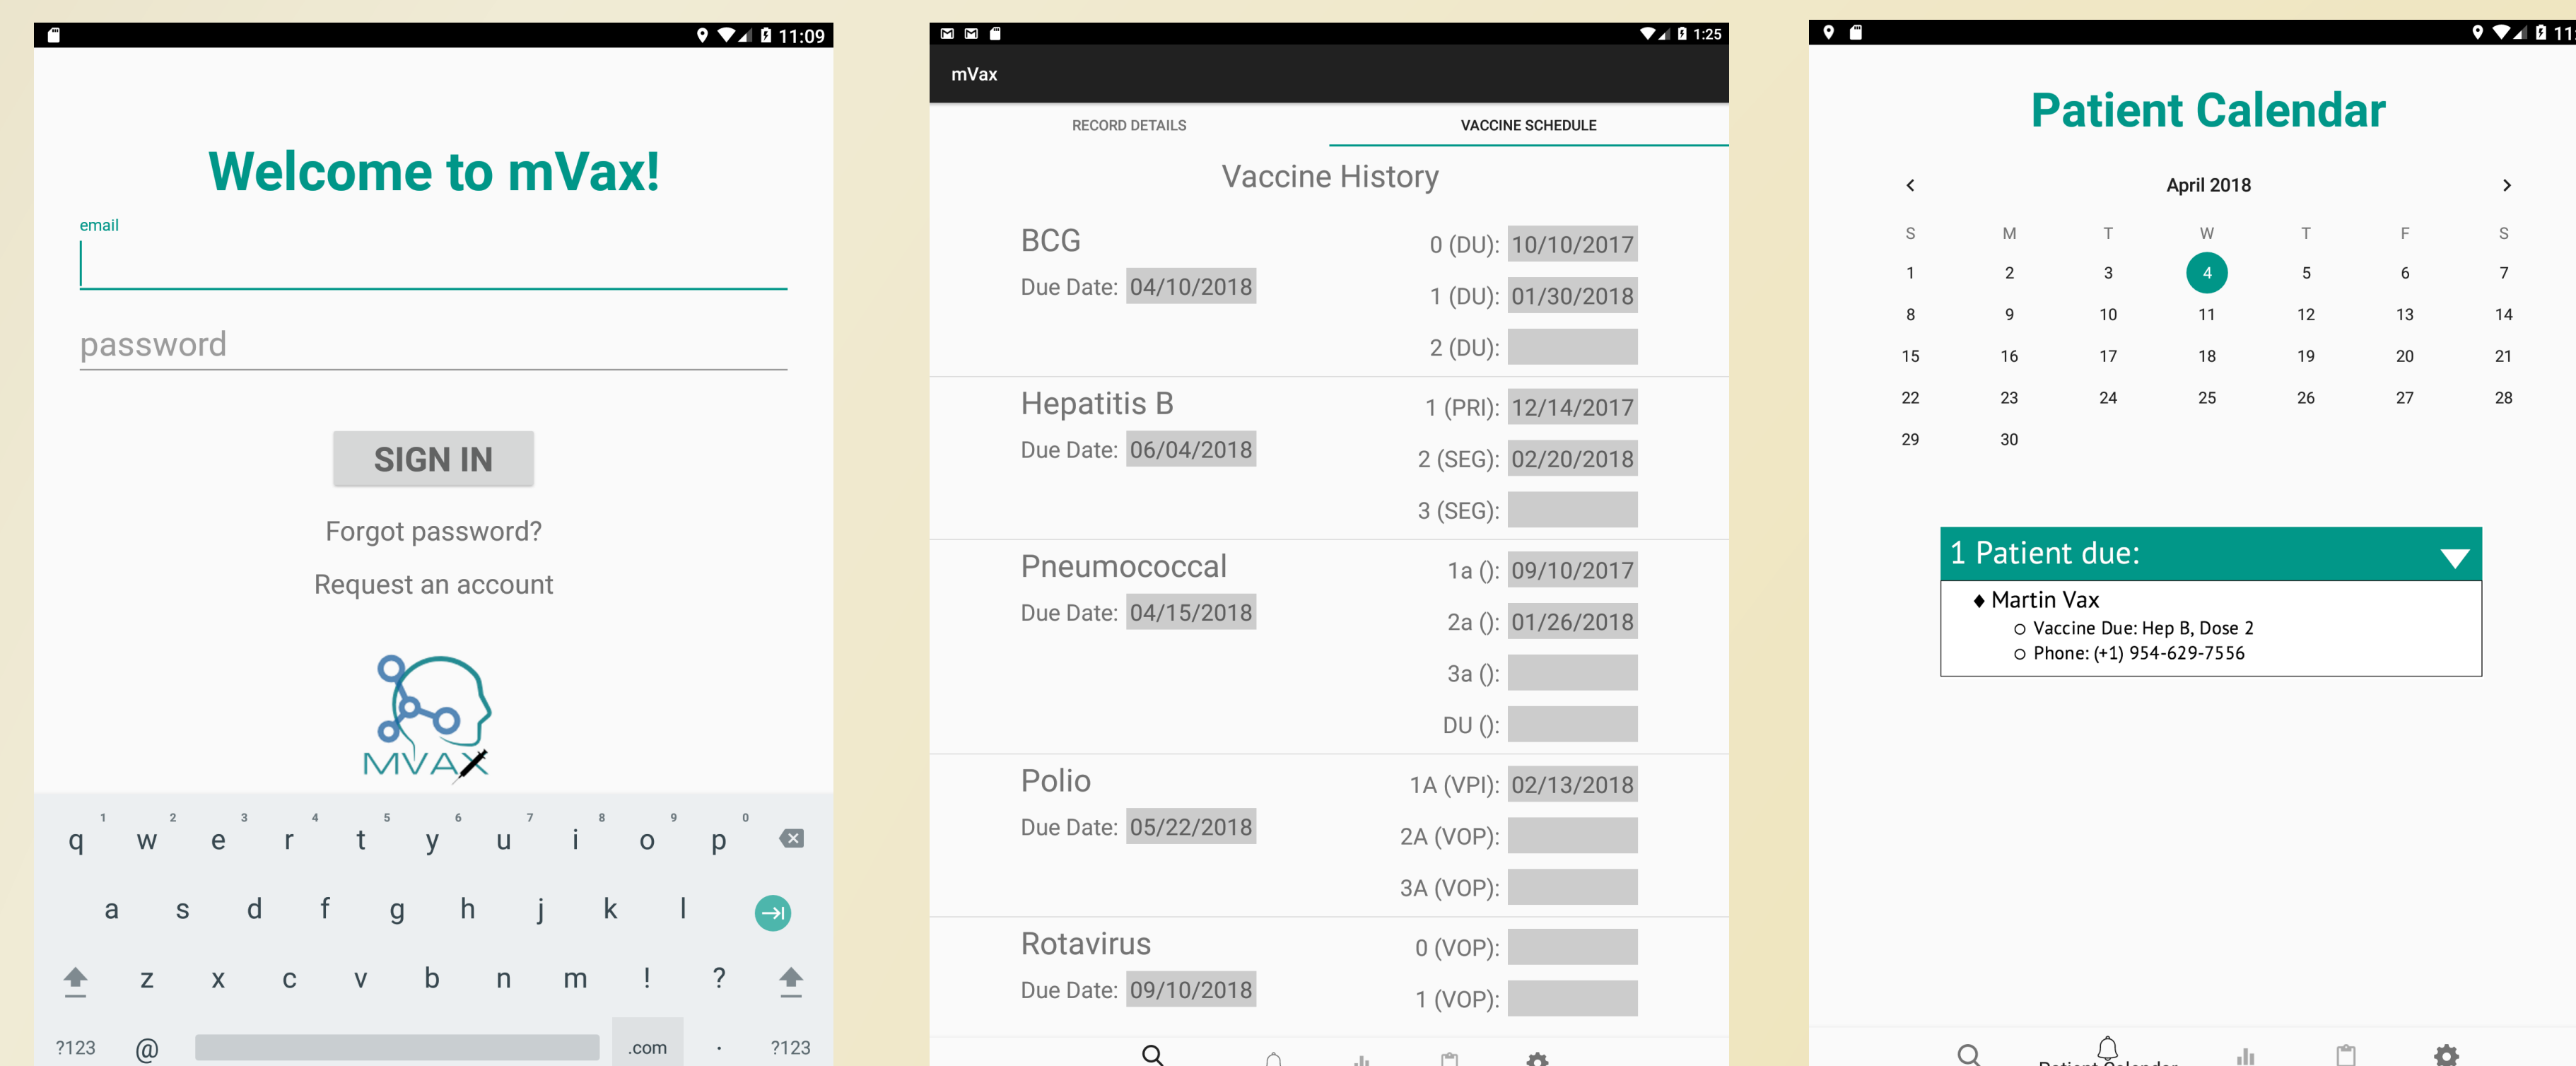 11:09
Welcome to mVax!
email
password
SIGN IN
Forgot password?
Request an account
MVAX
1 2 3 4 5 6 7 8 9 0
q w e r t y u i o p
a s d f g h j k l
z x c v b n m ! ?
?123 @ .com . ?123
1:25
mVax
RECORD DETAILS VACCINE SCHEDULE
Vaccine History
BCG 0 (DU): 10/10/2017
Due Date: 04/10/2018 1 (DU): 01/30/2018
2 (DU):
Hepatitis B 1 (PRI): 12/14/2017
Due Date: 06/04/2018 2 (SEG): 02/20/2018
3 (SEG):
Pneumococcal 1a (): 09/10/2017
Due Date: 04/15/2018 2a (): 01/26/2018
3a ():
DU ():
Polio 1A (VPI): 02/13/2018
Due Date: 05/22/2018 2A (VOP):
3A (VOP):
Rotavirus 0 (VOP):
Due Date: 09/10/2018 1 (VOP):
11:
Patient Calendar
April 2018
S M T W T F S
1 2 3 4 5 6 7
8 9 10 11 12 13 14
15 16 17 18 19 20 21
22 23 24 25 26 27 28
29 30
1 Patient due:
♦ Martin Vax
○ Vaccine Due: Hep B, Dose 2
○ Phone: (+1) 954-629-7556
Patient Calendar